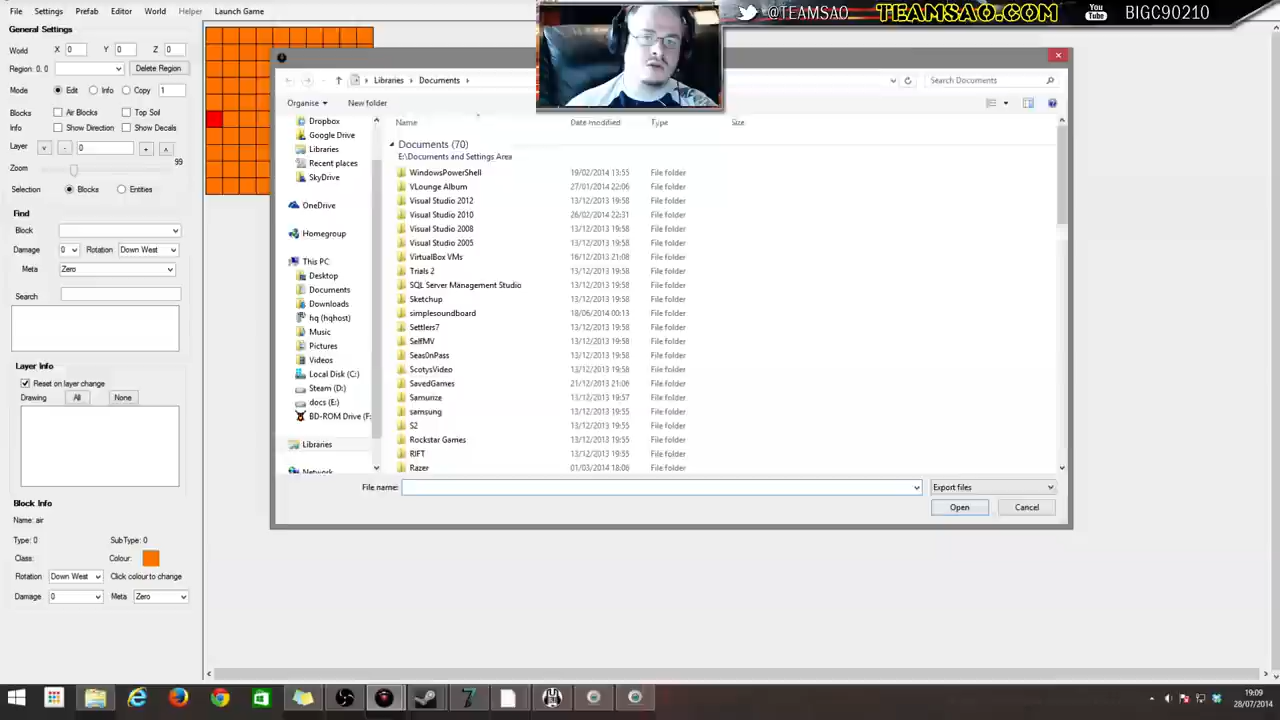 File Settings Prefab Editor World Helper Launch Game
@TEAMSAO TEAMSAO.COM You Tube BIGC90210
General Settings
World X 0 Y 0 Z 0
Region: 0, 0 Delete Region
Mode Edit Info Copy 1
Blocks Air Blocks Top Soil
Info Show Direction Show Decals
Layer v - 0 + ^
Zoom 99
Selection Blocks Entities
Find
Block
Damage 0 Rotation Down West
Meta Zero
Search
Layer Info
Reset on layer change
Drawing All None
Block Info
Name: air
Type: 0 SubType: 0
Class: Colour:
Rotation Down West Click colour to change
Damage: 0 Meta Zero
Libraries Documents Search Documents
Organise New folder
Dropbox
Google Drive
Libraries
Recent places
SkyDrive
OneDrive
Homegroup
This PC
Desktop
Documents
Downloads
hq (hqhost)
Music
Pictures
Videos
Local Disk (C:)
Steam (D:)
docs (E:)
BD-ROM Drive (F:
Libraries
Network
Name Date modified Type Size
Documents (70)
E:\Documents and Settings Area
WindowsPowerShell 19/02/2014 13:55 File folder
VLounge Album 27/01/2014 22:06 File folder
Visual Studio 2012 13/12/2013 19:58 File folder
Visual Studio 2010 26/02/2014 22:31 File folder
Visual Studio 2008 13/12/2013 19:58 File folder
Visual Studio 2005 13/12/2013 19:58 File folder
VirtualBox VMs 16/12/2013 21:08 File folder
Trials 2 13/12/2013 19:58 File folder
SQL Server Management Studio 13/12/2013 19:58 File folder
Sketchup 13/12/2013 19:58 File folder
simplesoundboard 18/06/2014 00:13 File folder
Settlers7 13/12/2013 19:58 File folder
SelfMV 13/12/2013 19:58 File folder
Seas0nPass 13/12/2013 19:58 File folder
ScotysVideo 13/12/2013 19:58 File folder
SavedGames 21/12/2013 21:06 File folder
Samurize 13/12/2013 19:57 File folder
samsung 13/12/2013 19:55 File folder
S2 13/12/2013 19:55 File folder
Rockstar Games 13/12/2013 19:55 File folder
RIFT 13/12/2013 19:55 File folder
Razer 01/03/2014 18:06 File folder
File name: Export files
Open Cancel
19:09
28/07/2014